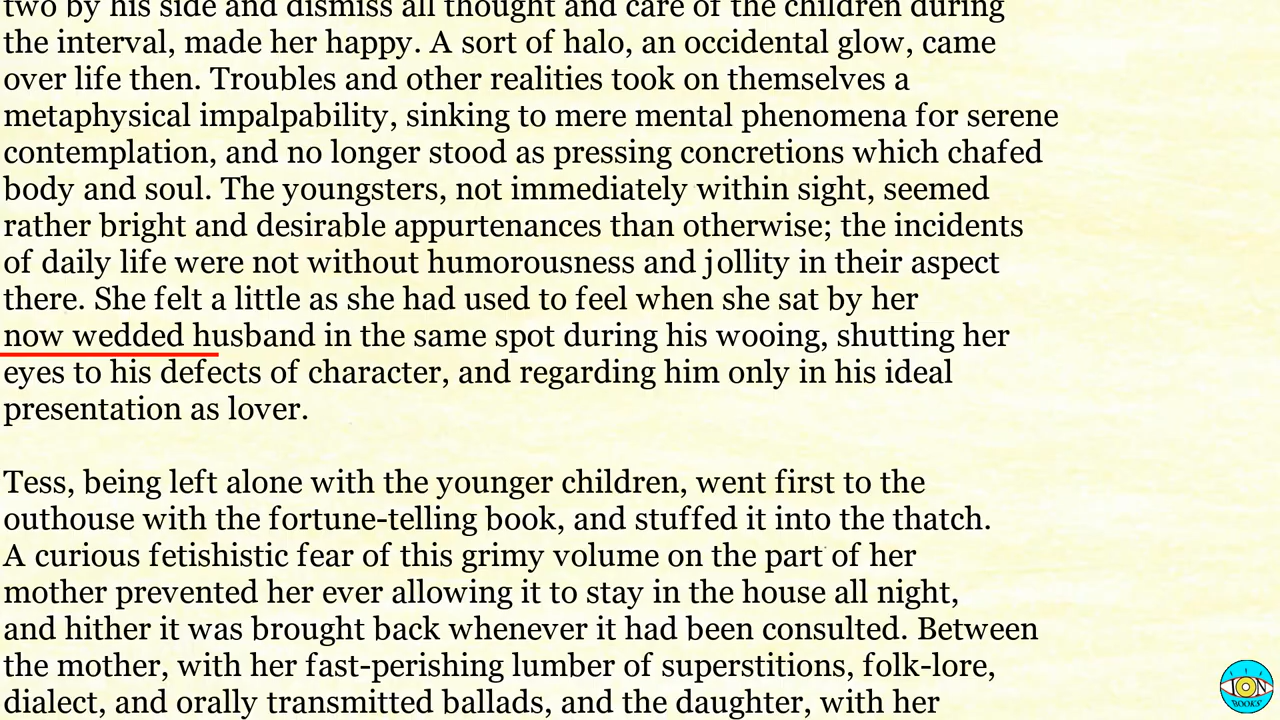 two by his side and dismiss all thought and care of the children during
the interval, made her happy. A sort of halo, an occidental glow, came
over life then. Troubles and other realities took on themselves a
metaphysical impalpability, sinking to mere mental phenomena for serene
contemplation, and no longer stood as pressing concretions which chafed
body and soul. The youngsters, not immediately within sight, seemed
rather bright and desirable appurtenances than otherwise; the incidents
of daily life were not without humorousness and jollity in their aspect
there. She felt a little as she had used to feel when she sat by her
now wedded husband in the same spot during his wooing, shutting her
eyes to his defects of character, and regarding him only in his ideal
presentation as lover.
Tess, being left alone with the younger children, went first to the
outhouse with the fortune-telling book, and stuffed it into the thatch.
A curious fetishistic fear of this grimy volume on the part of her
mother prevented her ever allowing it to stay in the house all night,
and hither it was brought back whenever it had been consulted. Between
the mother, with her fast-perishing lumber of superstitions, folk-lore,
dialect, and orally transmitted ballads, and the daughter, with her
ION
BOOKS